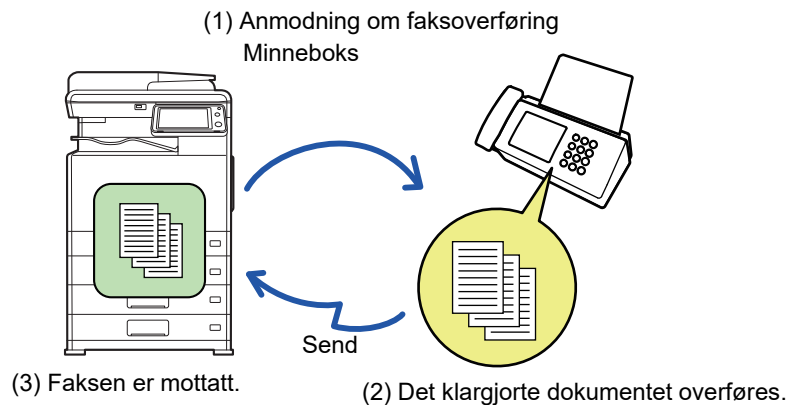 (1) Anmodning om faksoverføring
Minneboks
Send
(3) Faksen er mottatt.
(2) Det klargjorte dokumentet overføres.